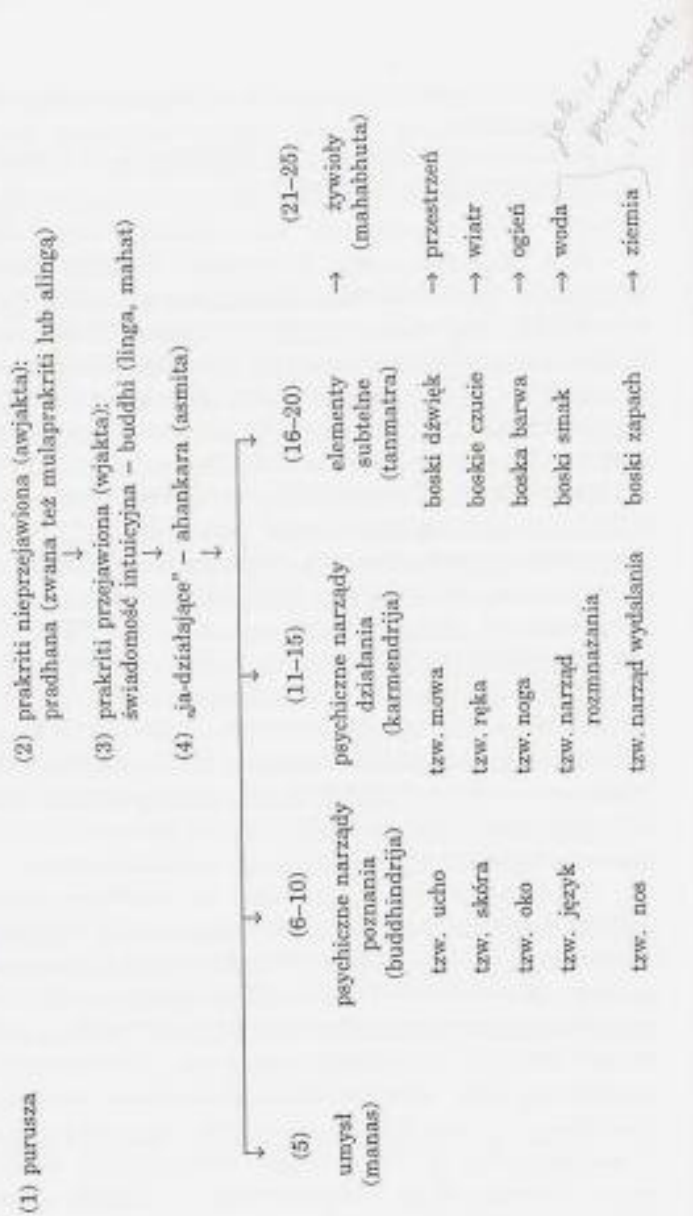 (1) purusza
(2) prakriti nieprzejawiona (awjakta):
pradhana (zwana też mulaprakriti lub alingą)
↓
(3) prakriti przejawiona (wjakta):
świadomość intuicyjna – buddhi (linga, mahat)
↓
(4) „ja-działające” – ahankara (asmita)
↓
(5) (6–10) (11–15) (16–20) (21–25)
umysł psychiczne narządy psychiczne narządy elementy → żywioły
(manas) poznania działania subtelne (mahabhuta)
(buddhindrija) (karmendrija) (tanmatra)
tzw. ucho tzw. mowa boski dźwięk → przestrzeń
tzw. skóra tzw. ręka boskie czucie → wiatr
tzw. oko tzw. noga boska barwa → ogień
tzw. język tzw. narząd boski smak → woda
rozmnażania
tzw. nos tzw. narząd wydalania boski zapach → ziemia